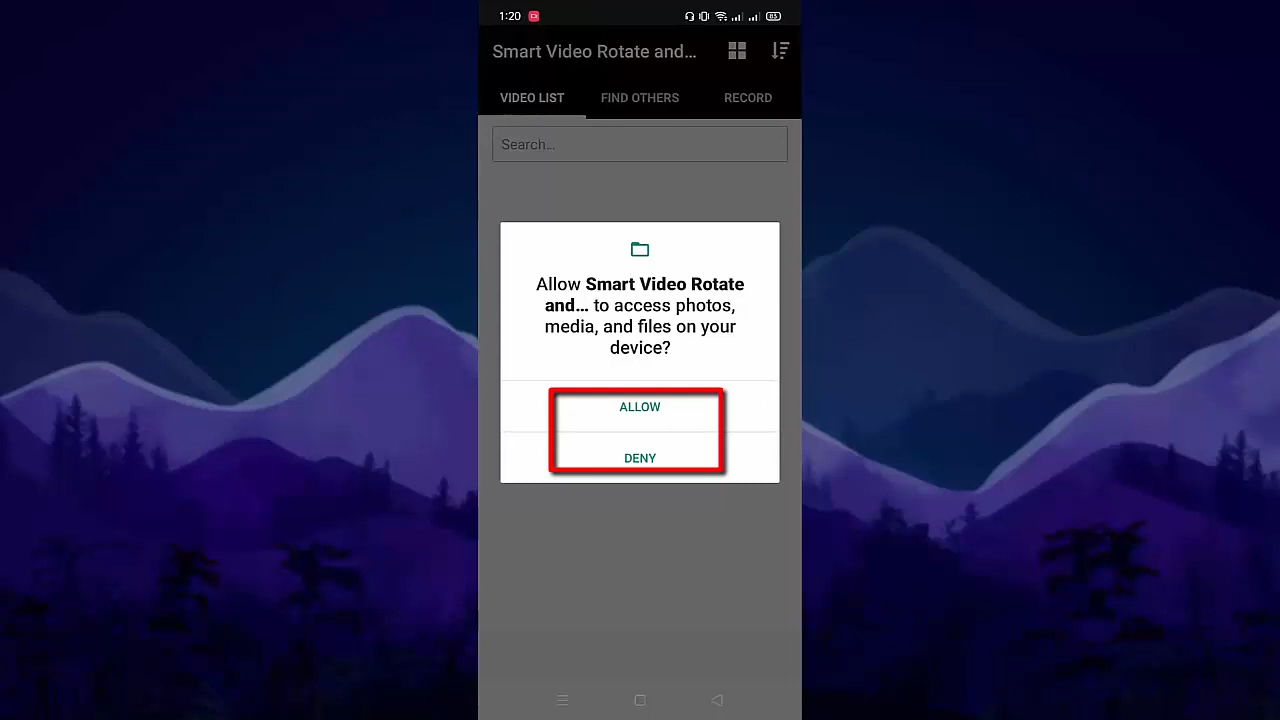 1:20
83
Smart Video Rotate and…
VIDEO LIST FIND OTHERS RECORD
Search…
Allow Smart Video Rotate
and… to access photos,
media, and files on your
device?
ALLOW
DENY